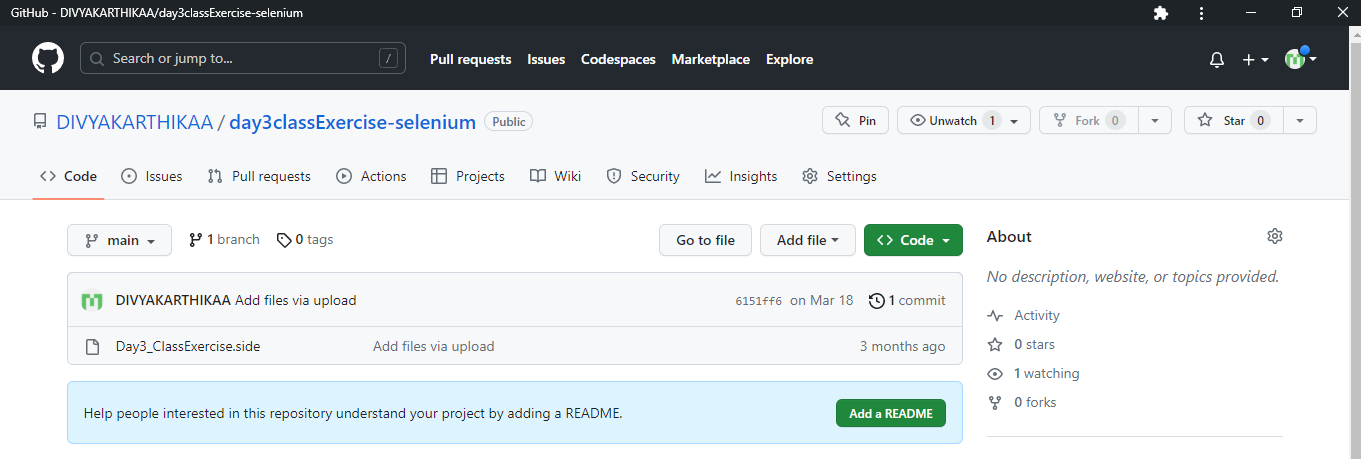 GitHub - DIVYAKARTHIKAA/day3classExercise-selenium
Search or jump to... / Pull requests Issues Codespaces Marketplace Explore
DIVYAKARTHIKAA / day3classExercise-selenium Public Pin Unwatch 1 Fork 0 Star 0
Code Issues Pull requests Actions Projects Wiki Security Insights Settings
main 1 branch 0 tags Go to file Add file Code
DIVYAKARTHIKAA Add files via upload 6151ff6 on Mar 18 1 commit
Day3_ClassExercise.side Add files via upload 3 months ago
Help people interested in this repository understand your project by adding a README. Add a README
About
No description, website, or topics provided.
Activity
0 stars
1 watching
0 forks